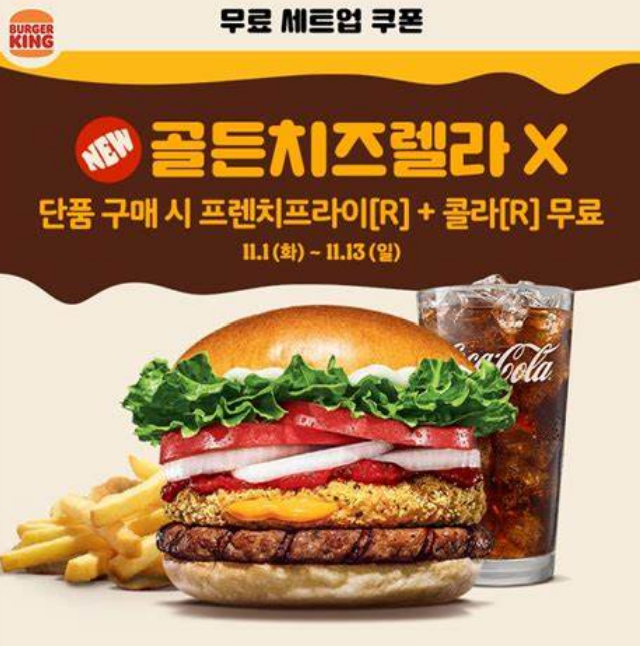 무료 세트업 쿠폰
BURGER
KING
NEW 골든치즈렐라 X
단품 구매 시 프렌치프라이[R] + 콜라[R] 무료
11.1 (화) ~ 11.13 (일)
Coca-Cola